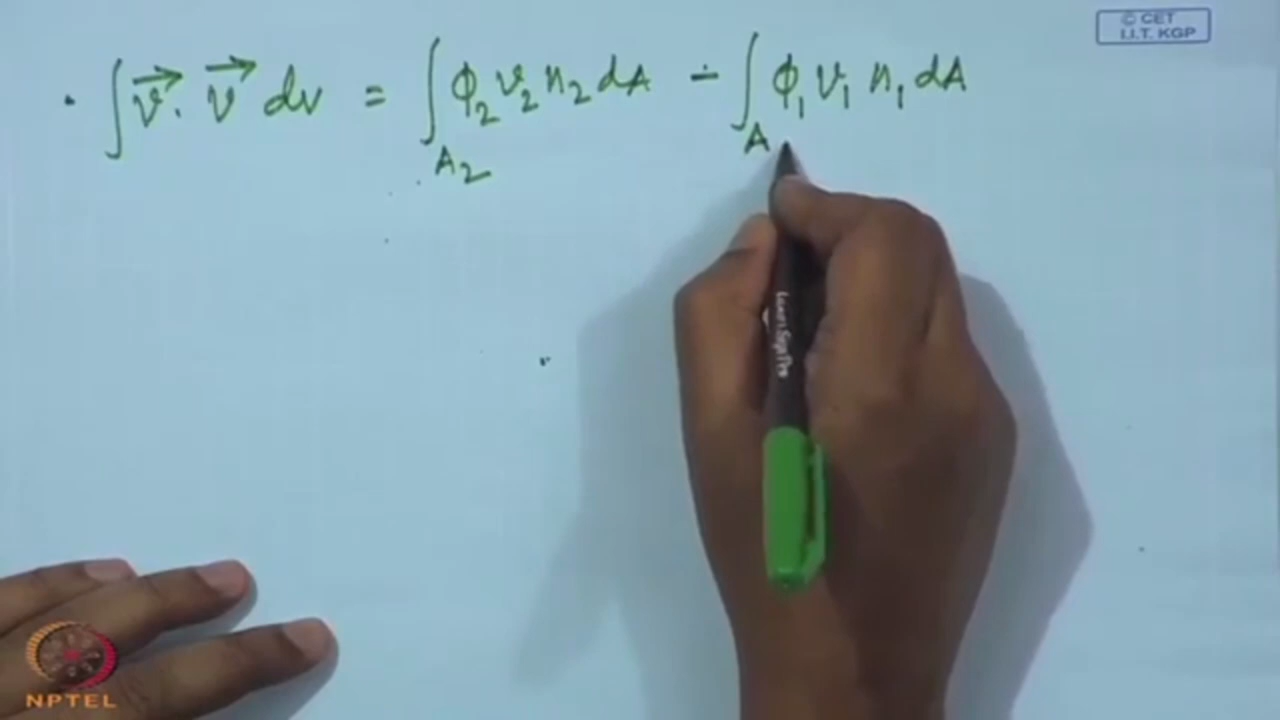 © CET
I.I.T. KGP
∫ v⃗ . v⃗ dv = ∫_{A_2} ϕ_2 v_2 n_2 dA - ∫_A ϕ_1 v_1 n_1 dA
NPTEL